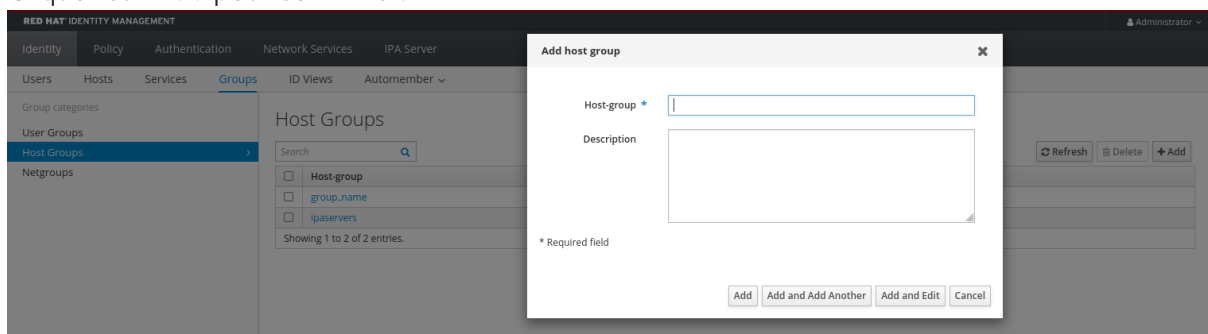 RED HAT IDENTITY MANAGEMENT
Administrator
Identity Policy Authentication Network Services IPA Server
Users Hosts Services Groups ID Views Automember
Group categories
User Groups
Host Groups
Netgroups
Host Groups
Search
Refresh Delete Add
Host-group
group_name
ipaservers
Showing 1 to 2 of 2 entries.
Add host group
Host-group *
Description
* Required field
Add Add and Add Another Add and Edit Cancel